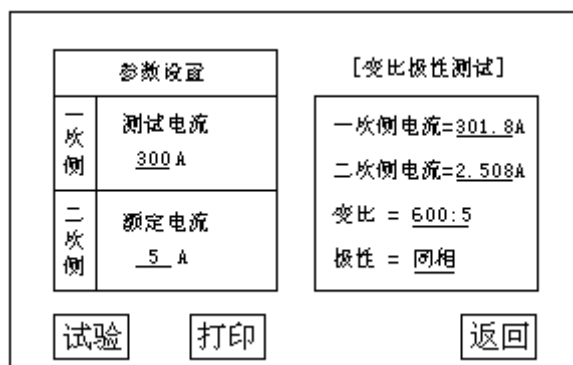 参数设置
一次侧
测试电流
300 A
二次侧
额定电流
5 A
[变比极性测试]
一次侧电流=301.8A
二次侧电流=2.508A
变比 = 600:5
极性 = 同相
试验
打印
返回